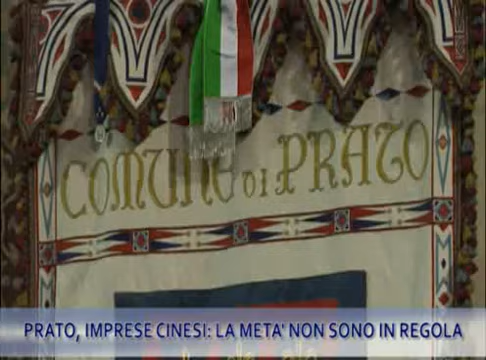 COMUNE DI PRATO
PRATO, IMPRESE CINESI: LA META' NON SONO IN REGOLA